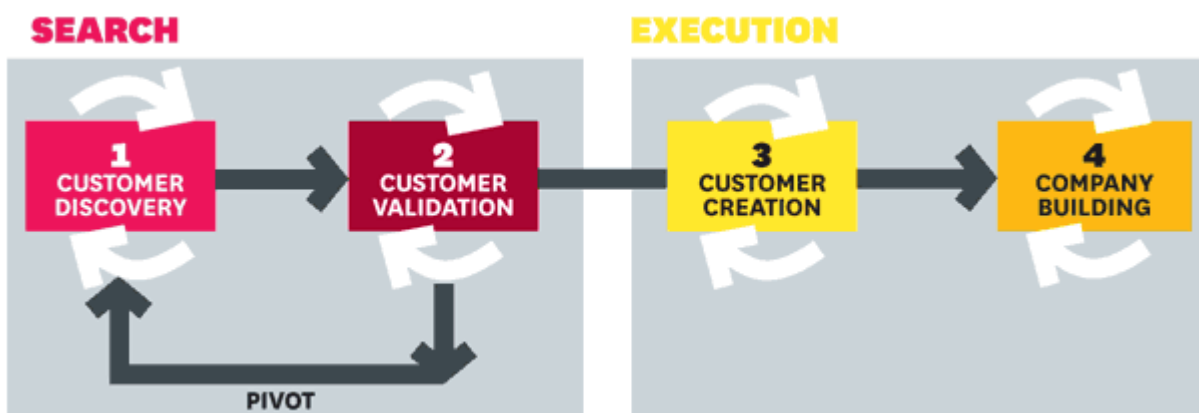 SEARCH
EXECUTION
1
CUSTOMER
DISCOVERY
2
CUSTOMER
VALIDATION
3
CUSTOMER
CREATION
4
COMPANY
BUILDING
PIVOT